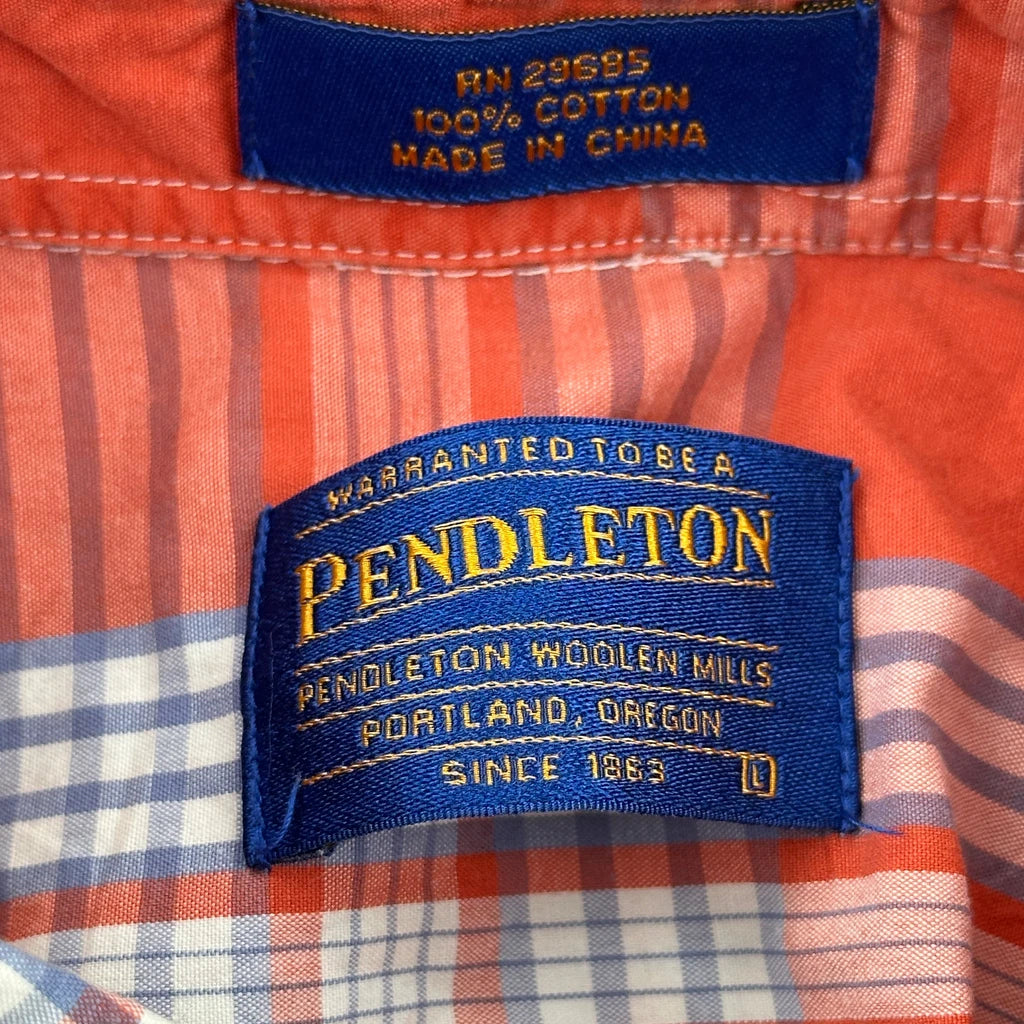 RN 29685
100% COTTON
MADE IN CHINA
WARRANTED TO BE A
PENDLETON
PENDLETON WOOLEN MILLS
PORTLAND, OREGON
SINCE 1863 L